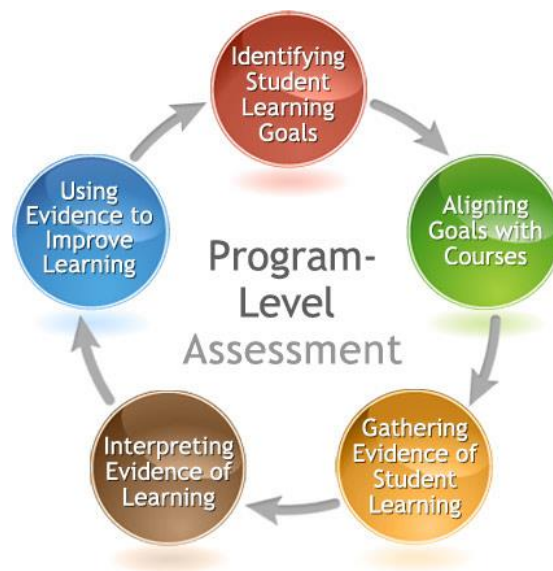 Identifying
Student
Learning
Goals
Aligning
Goals with
Courses
Gathering
Evidence of
Student
Learning
Interpreting
Evidence of
Learning
Using
Evidence to
Improve
Learning
Program-
Level
Assessment